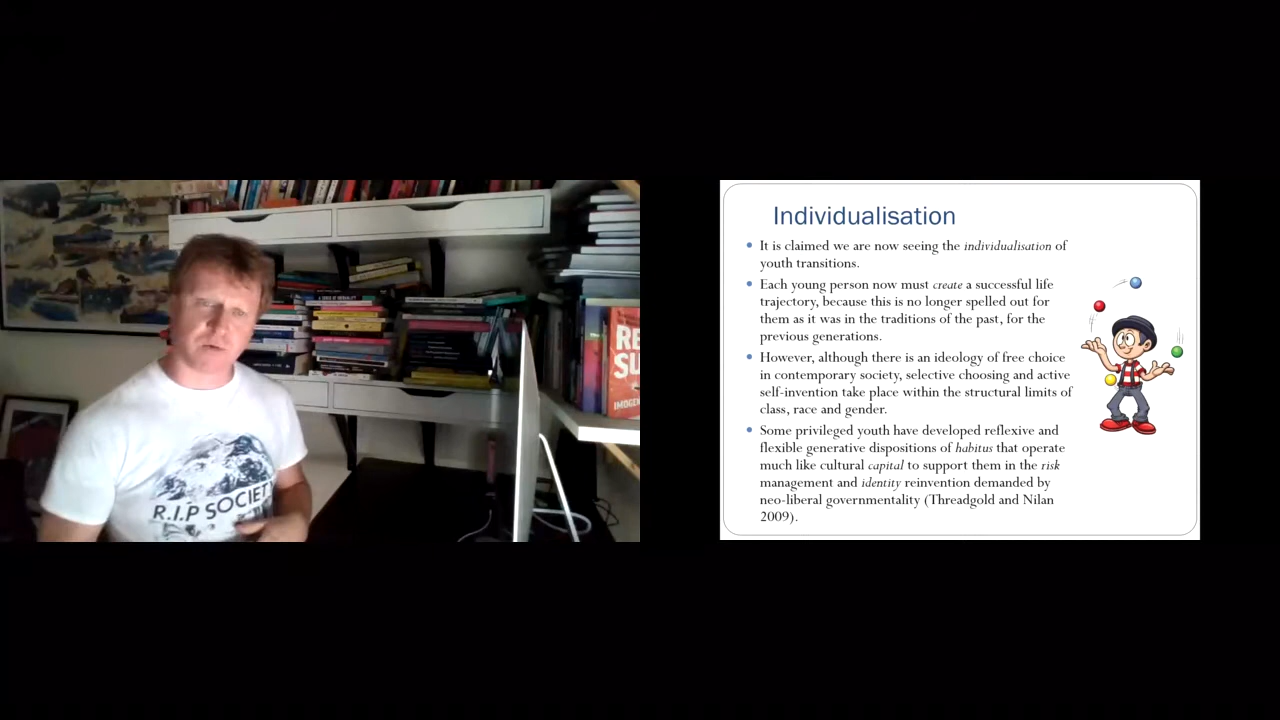 R.I.P SOCIETY
RE
SU
IMOGEN
Individualisation
It is claimed we are now seeing the individualisation of
youth transitions.
Each young person now must create a successful life
trajectory, because this is no longer spelled out for
them as it was in the traditions of the past, for the
previous generations.
However, although there is an ideology of free choice
in contemporary society, selective choosing and active
self-invention take place within the structural limits of
class, race and gender.
Some privileged youth have developed reflexive and
flexible generative dispositions of habitus that operate
much like cultural capital to support them in the risk
management and identity reinvention demanded by
neo-liberal governmentality (Threadgold and Nilan
2009).